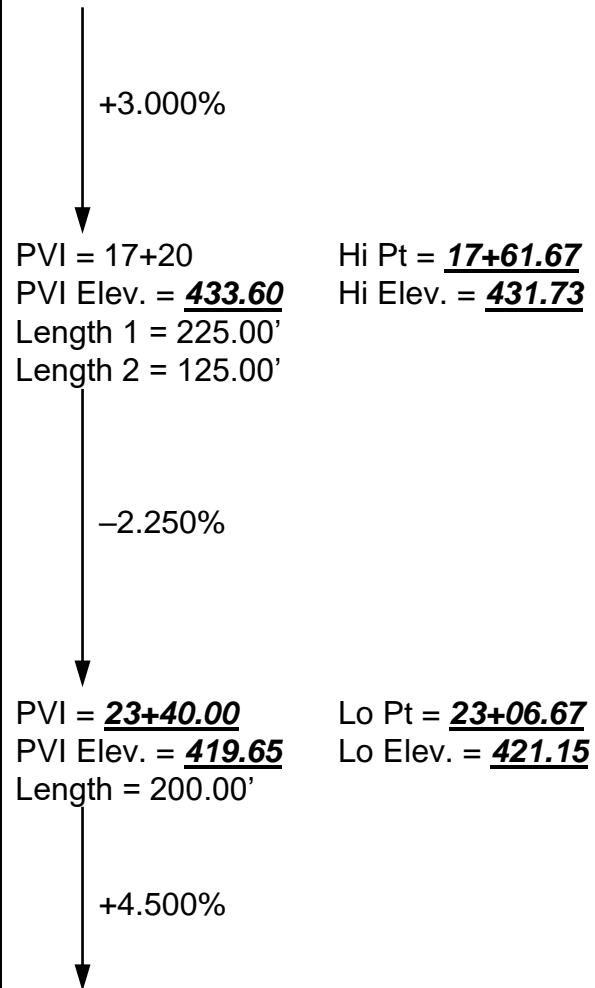 +3.000%
PVI = 17+20 Hi Pt = 17+61.67
PVI Elev. = 433.60 Hi Elev. = 431.73
Length 1 = 225.00’
Length 2 = 125.00’
–2.250%
PVI = 23+40.00 Lo Pt = 23+06.67
PVI Elev. = 419.65 Lo Elev. = 421.15
Length = 200.00’
+4.500%